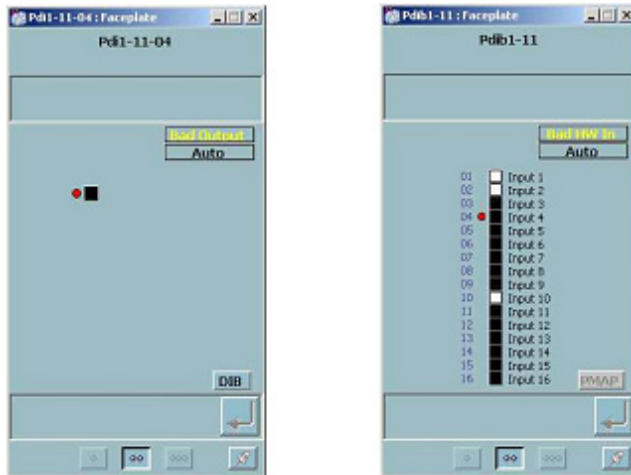 Pdi1-11-04 : Faceplate
Pdi1-11-04
Bad Output
Auto
DIB
Pdib1-11 : Faceplate
Pdib1-11
Bad HW In
Auto
01 Input 1
02 Input 2
03 Input 3
04 Input 4
05 Input 5
06 Input 6
07 Input 7
08 Input 8
09 Input 9
10 Input 10
11 Input 11
12 Input 12
13 Input 13
14 Input 14
15 Input 15
16 Input 16
PMAP